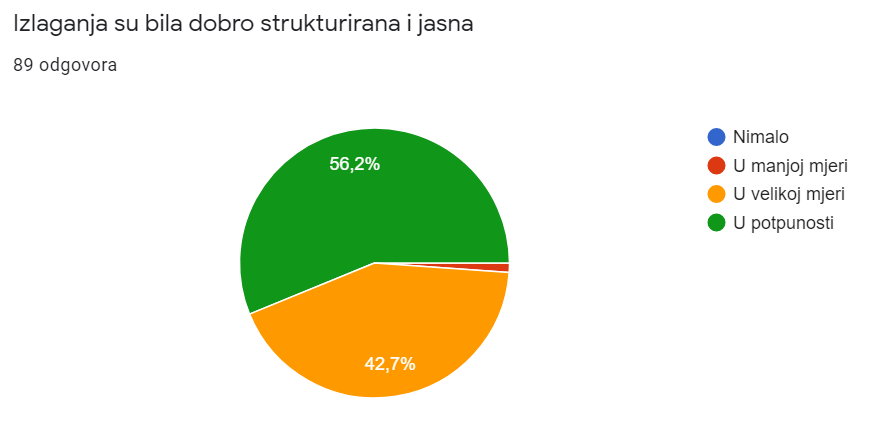 Izlaganja su bila dobro strukturirana i jasna
89 odgovora
56,2%
42,7%
Nimalo
U manjoj mjeri
U velikoj mjeri
U potpunosti